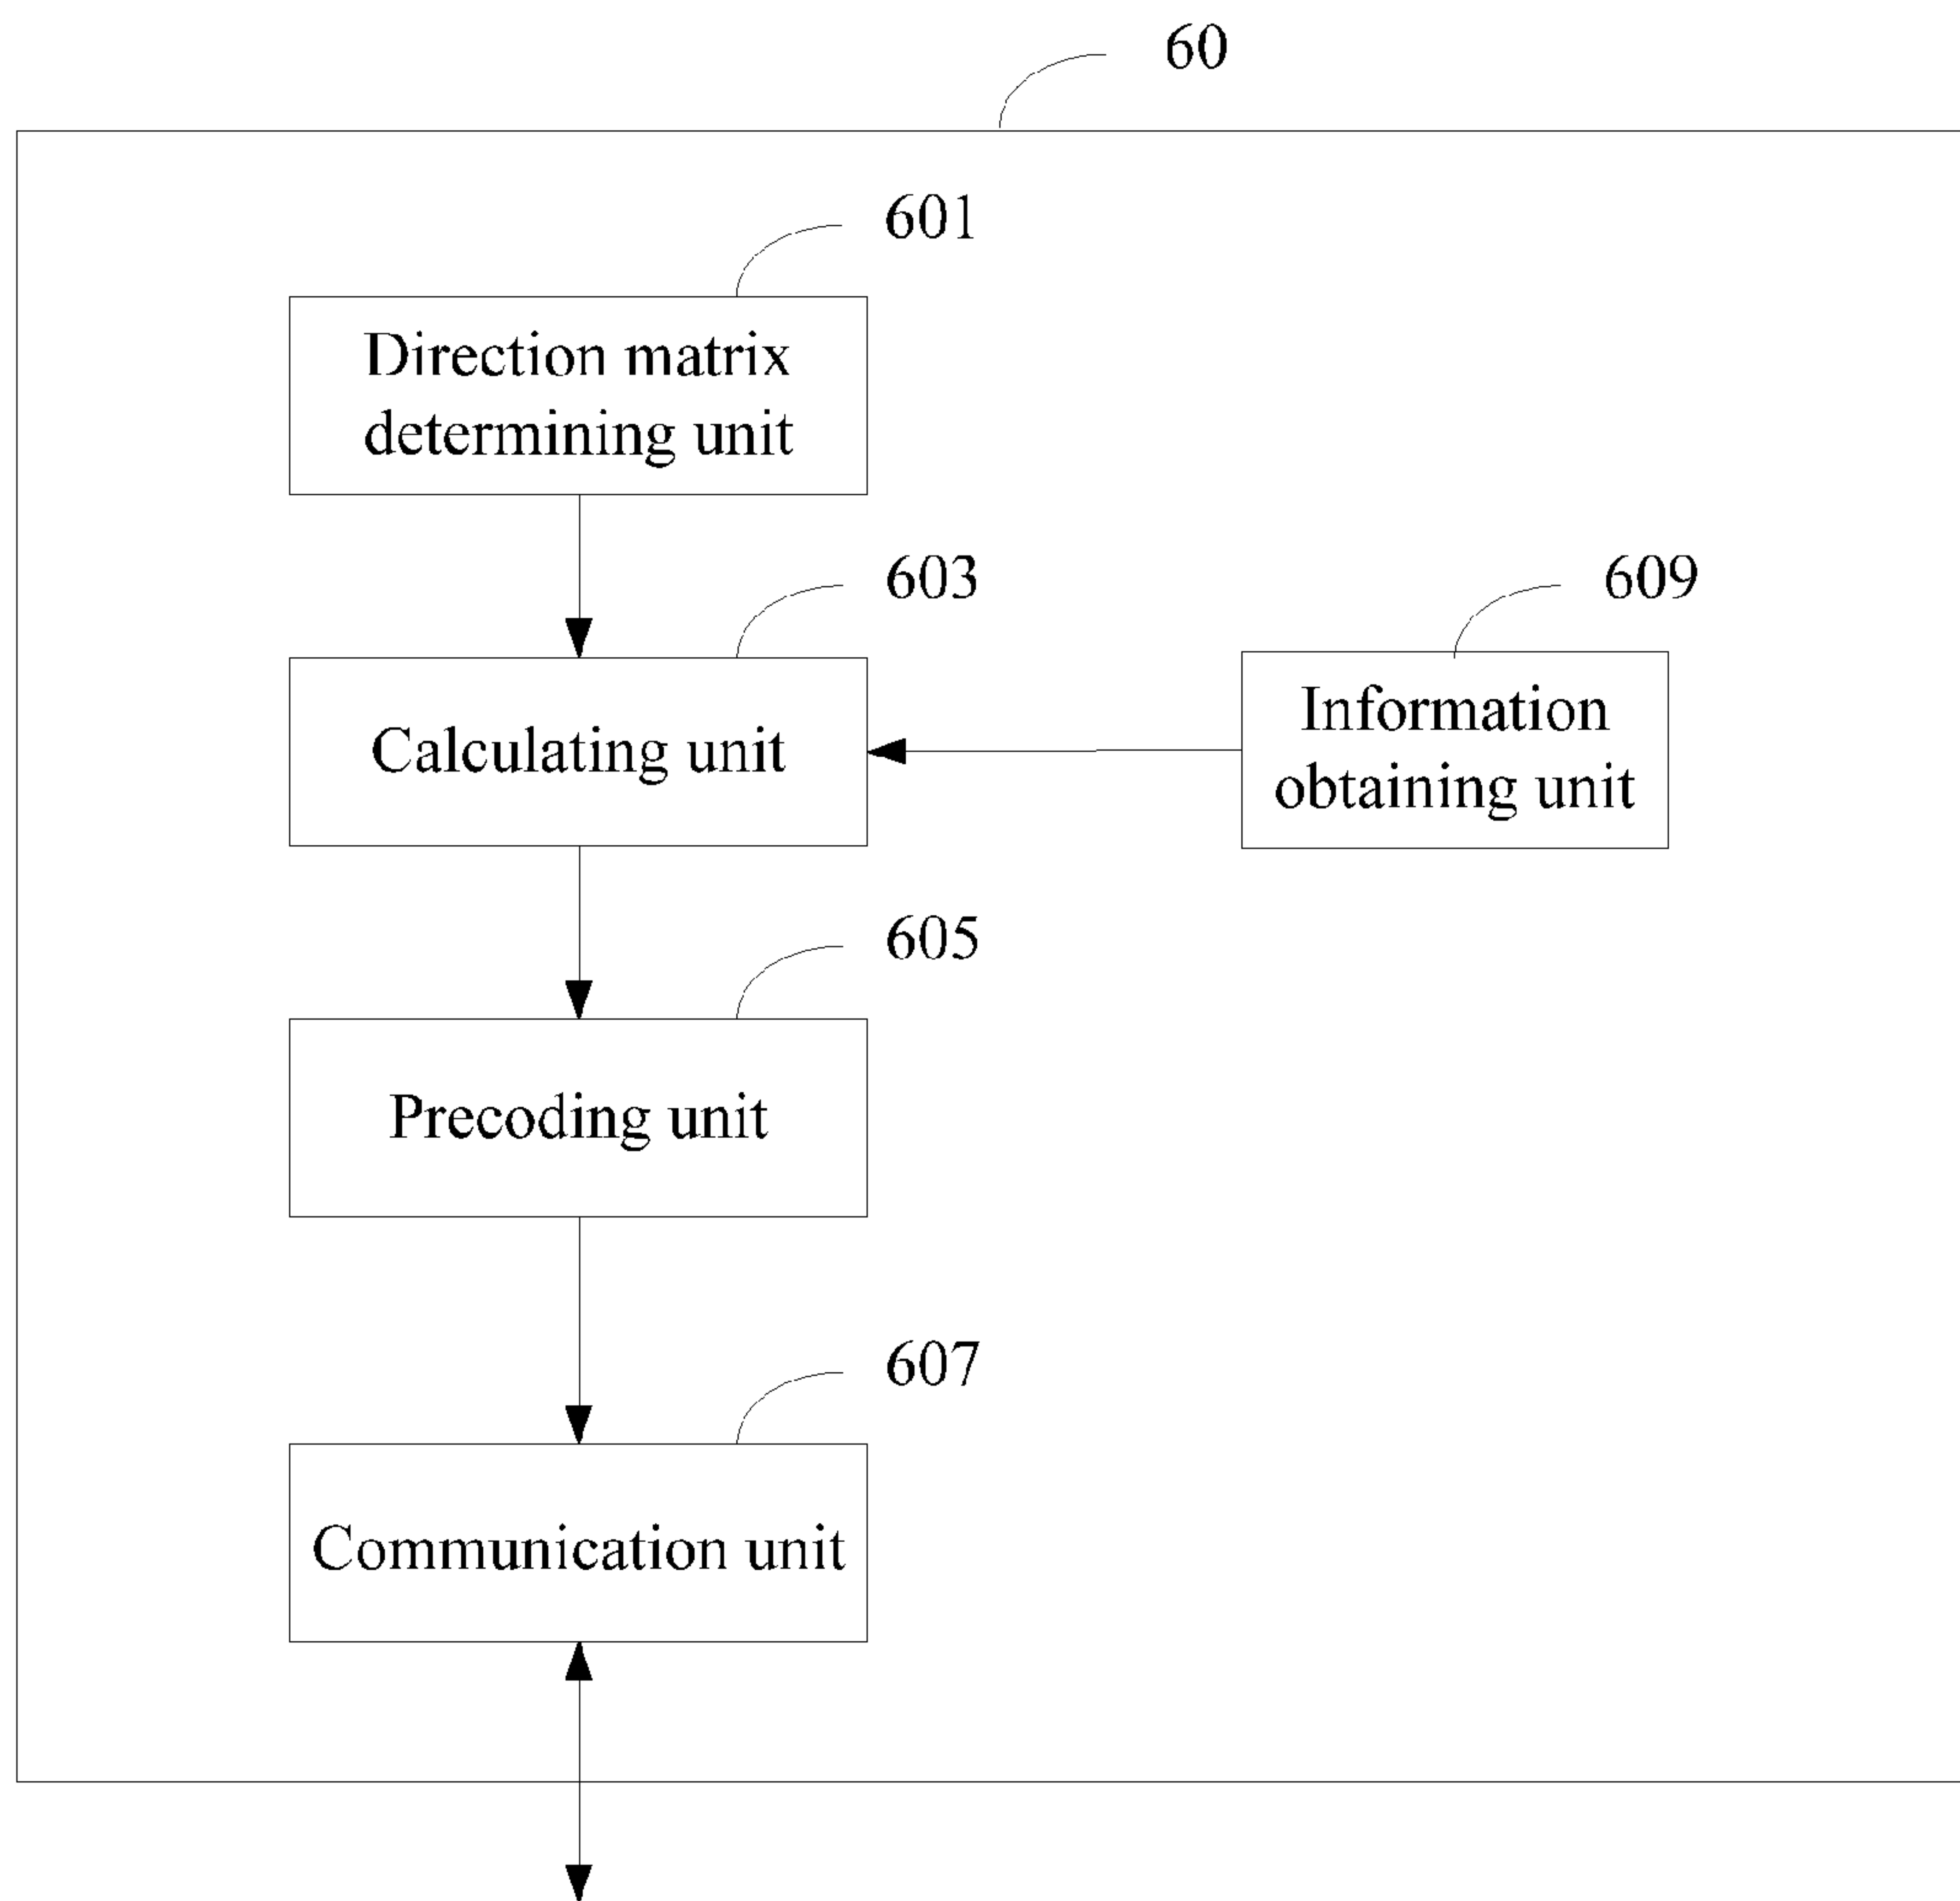 60
601
Direction matrix
determining unit
603
609
Calculating unit
Information
obtaining unit
605
Precoding unit
607
Communication unit